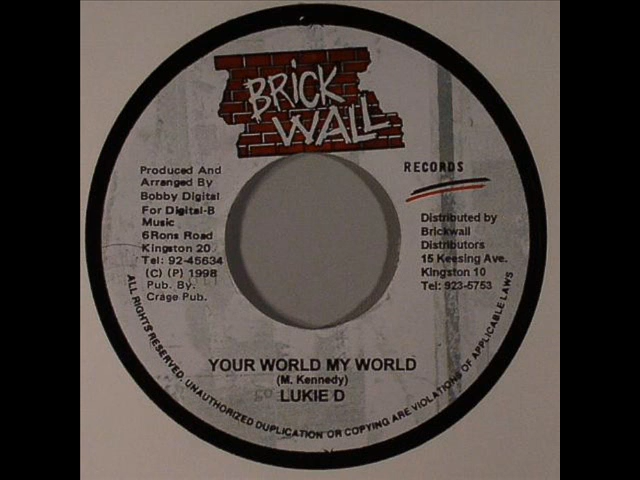 BRICK
WALL
RECORDS
Produced And
Arranged By
Bobby Digital
For Digital-B
Music
6Rons Road
Kingston 20
Tel: 92-45634
(C) (P) 1998
Pub. By.
Crage Pub.
Distributed by
Brickwall
Distributors
15 Keesing Ave.
Kingston 10
Tel: 923-5753
YOUR WORLD MY WORLD
(M. Kennedy)
LUKIE D
ALL RIGHTS RESERVED. UNAUTHORIZED DUPLICATION OR COPYING ARE VIOLATIONS OF APPLICABLE LAWS